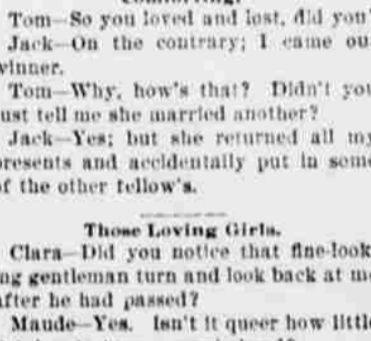 Tom—So you loved and lost, did you
Jack—On the contrary; I came ou
winner.
Tom—Why, how's that? Didn't you
ust tell me she married another?
Jack—Yes; but she returned all my
presents and accidentally put in some
of the other fellow's.
Those Loving Girls.
Clara—Did you notice that fine-look-
ng gentleman turn and look back at me
after he had passed?
Maude—Yes. Isn't it queer how little